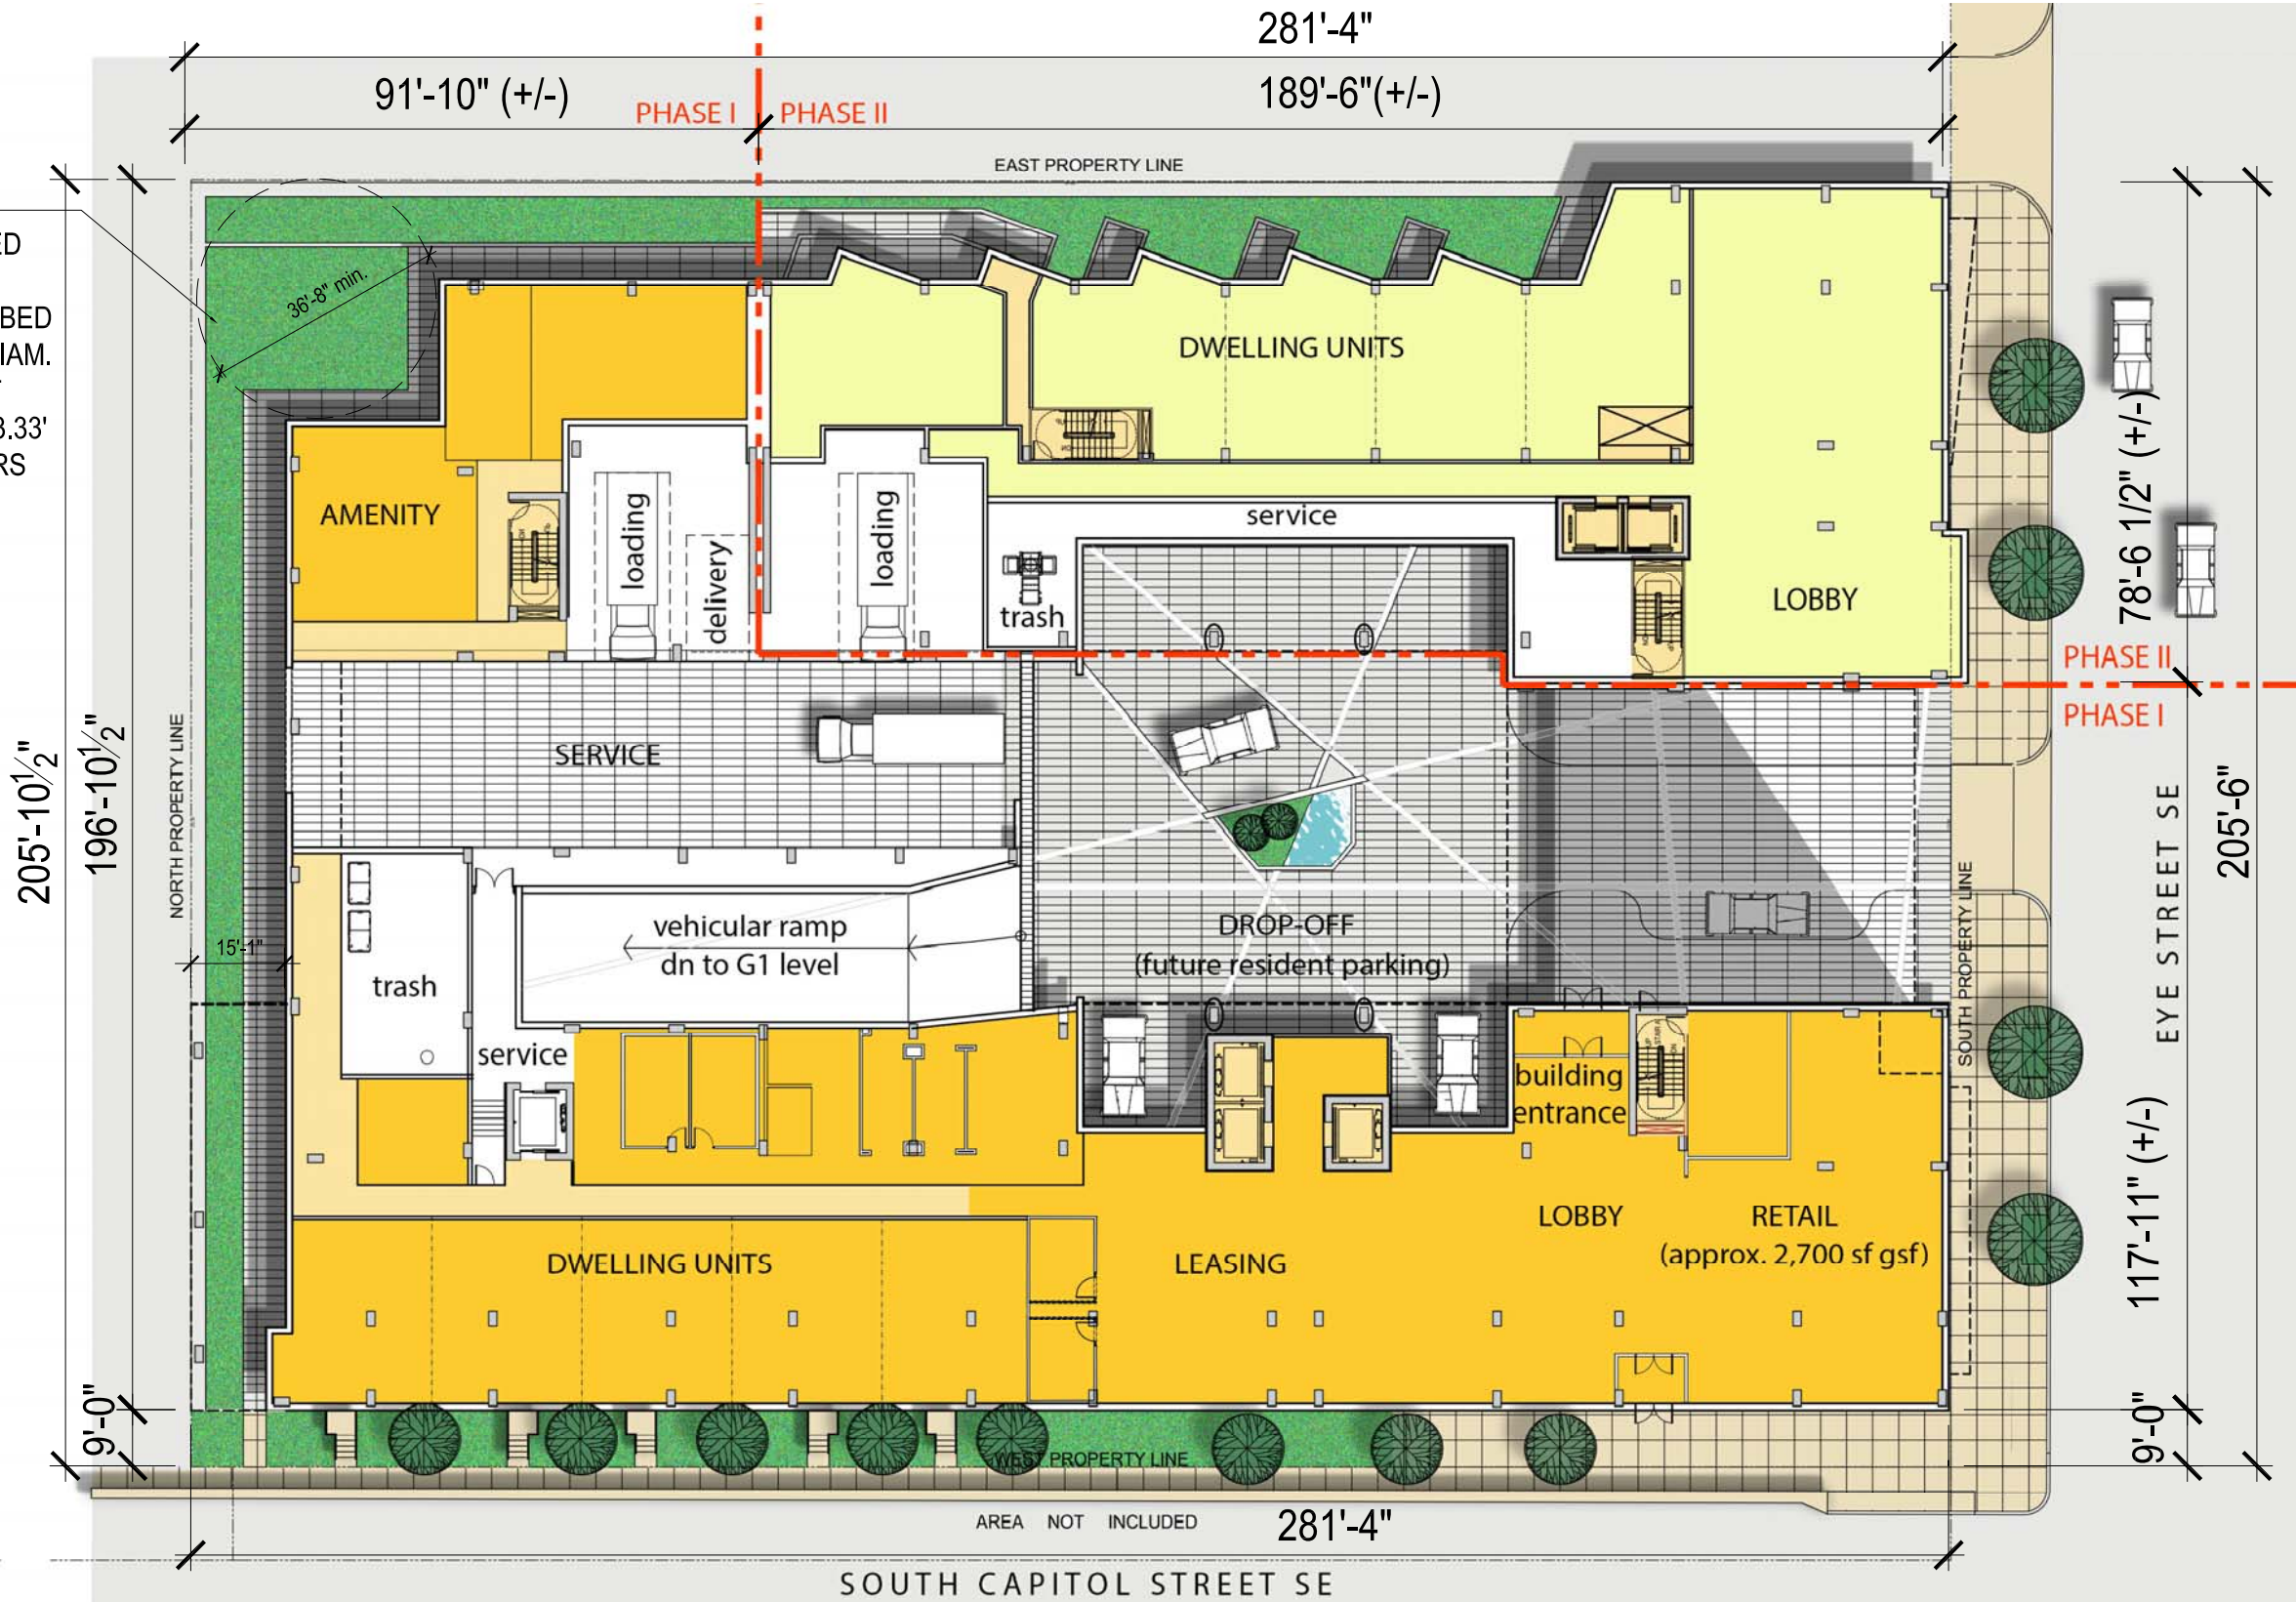 281'-4"
91'-10" (+/-)
189'-6"(+/-)
PHASE I
PHASE II
EAST PROPERTY LINE
ED
BED
IAM.
3.33'
RS
36'-8" min.
DWELLING UNITS
AMENITY
loading
delivery
loading
trash
service
LOBBY
78'-6 1/2" (+/-)
PHASE II
PHASE I
SERVICE
NORTH PROPERTY LINE
205'-10 1/2"
196'-10 1/2"
15'-1"
vehicular ramp
dn to G1 level
trash
service
DROP-OFF
(future resident parking)
SOUTH PROPERTY LINE
EYE STREET SE
205'-6"
building
entrance
LOBBY
RETAIL
(approx. 2,700 sf gsf)
117'-11" (+/-)
DWELLING UNITS
LEASING
9'-0"
9'-0"
WEST PROPERTY LINE
AREA NOT INCLUDED
281'-4"
SOUTH CAPITOL STREET SE